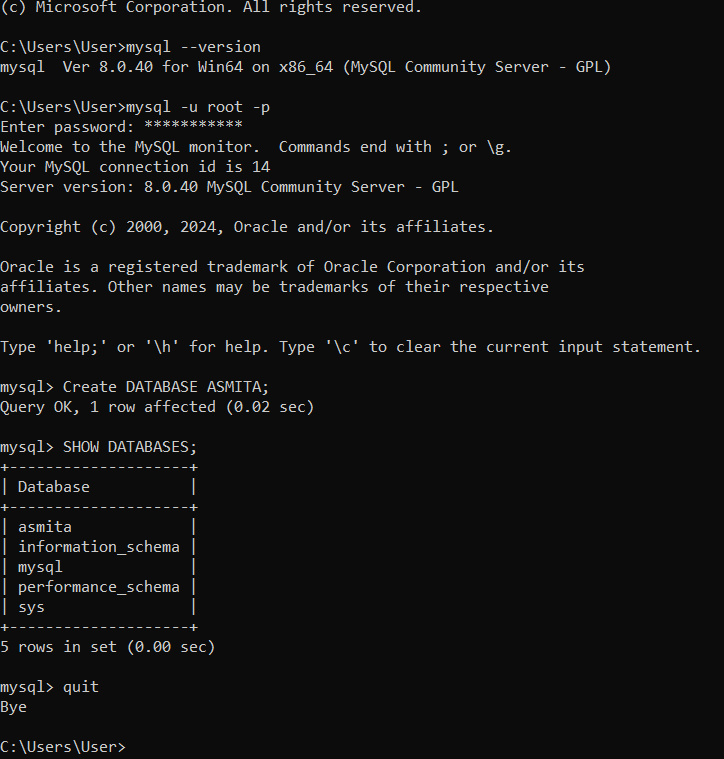 (c) Microsoft Corporation. All rights reserved.
C:\Users\User>mysql --version
mysql  Ver 8.0.40 for Win64 on x86_64 (MySQL Community Server - GPL)
C:\Users\User>mysql -u root -p
Enter password: ***********
Welcome to the MySQL monitor.  Commands end with ; or \g.
Your MySQL connection id is 14
Server version: 8.0.40 MySQL Community Server - GPL
Copyright (c) 2000, 2024, Oracle and/or its affiliates.
Oracle is a registered trademark of Oracle Corporation and/or its
affiliates. Other names may be trademarks of their respective
owners.
Type 'help;' or '\h' for help. Type '\c' to clear the current input statement.
mysql> Create DATABASE ASMITA;
Query OK, 1 row affected (0.02 sec)
mysql> SHOW DATABASES;
+--------------------+
| Database           |
+--------------------+
| asmita             |
| information_schema |
| mysql              |
| performance_schema |
| sys                |
+--------------------+
5 rows in set (0.00 sec)
mysql> quit
Bye
C:\Users\User>